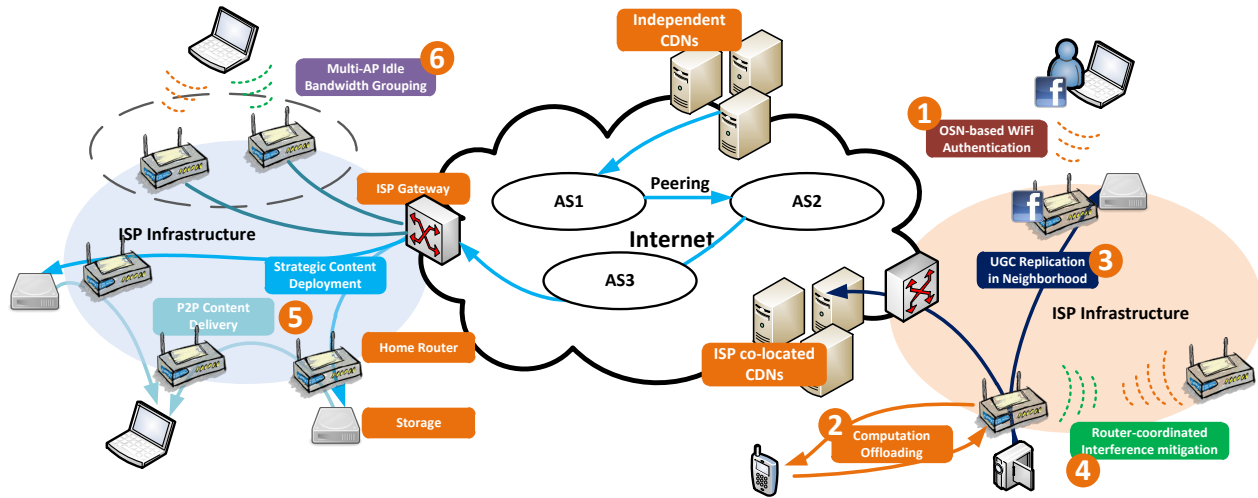 Independent
CDNs
6
Multi-AP Idle
Bandwidth Grouping
1
OSN-based WiFi
Authentication
f
ISP Gateway
AS1
Peering
AS2
Internet
AS3
f
ISP Infrastructure
Strategic Content
Deployment
UGC Replication
in Neighborhood
3
P2P Content
Delivery
5
ISP Infrastructure
Home Router
ISP co-located
CDNs
Storage
2
Computation
Offloading
Router-coordinated
Interference mitigation
4